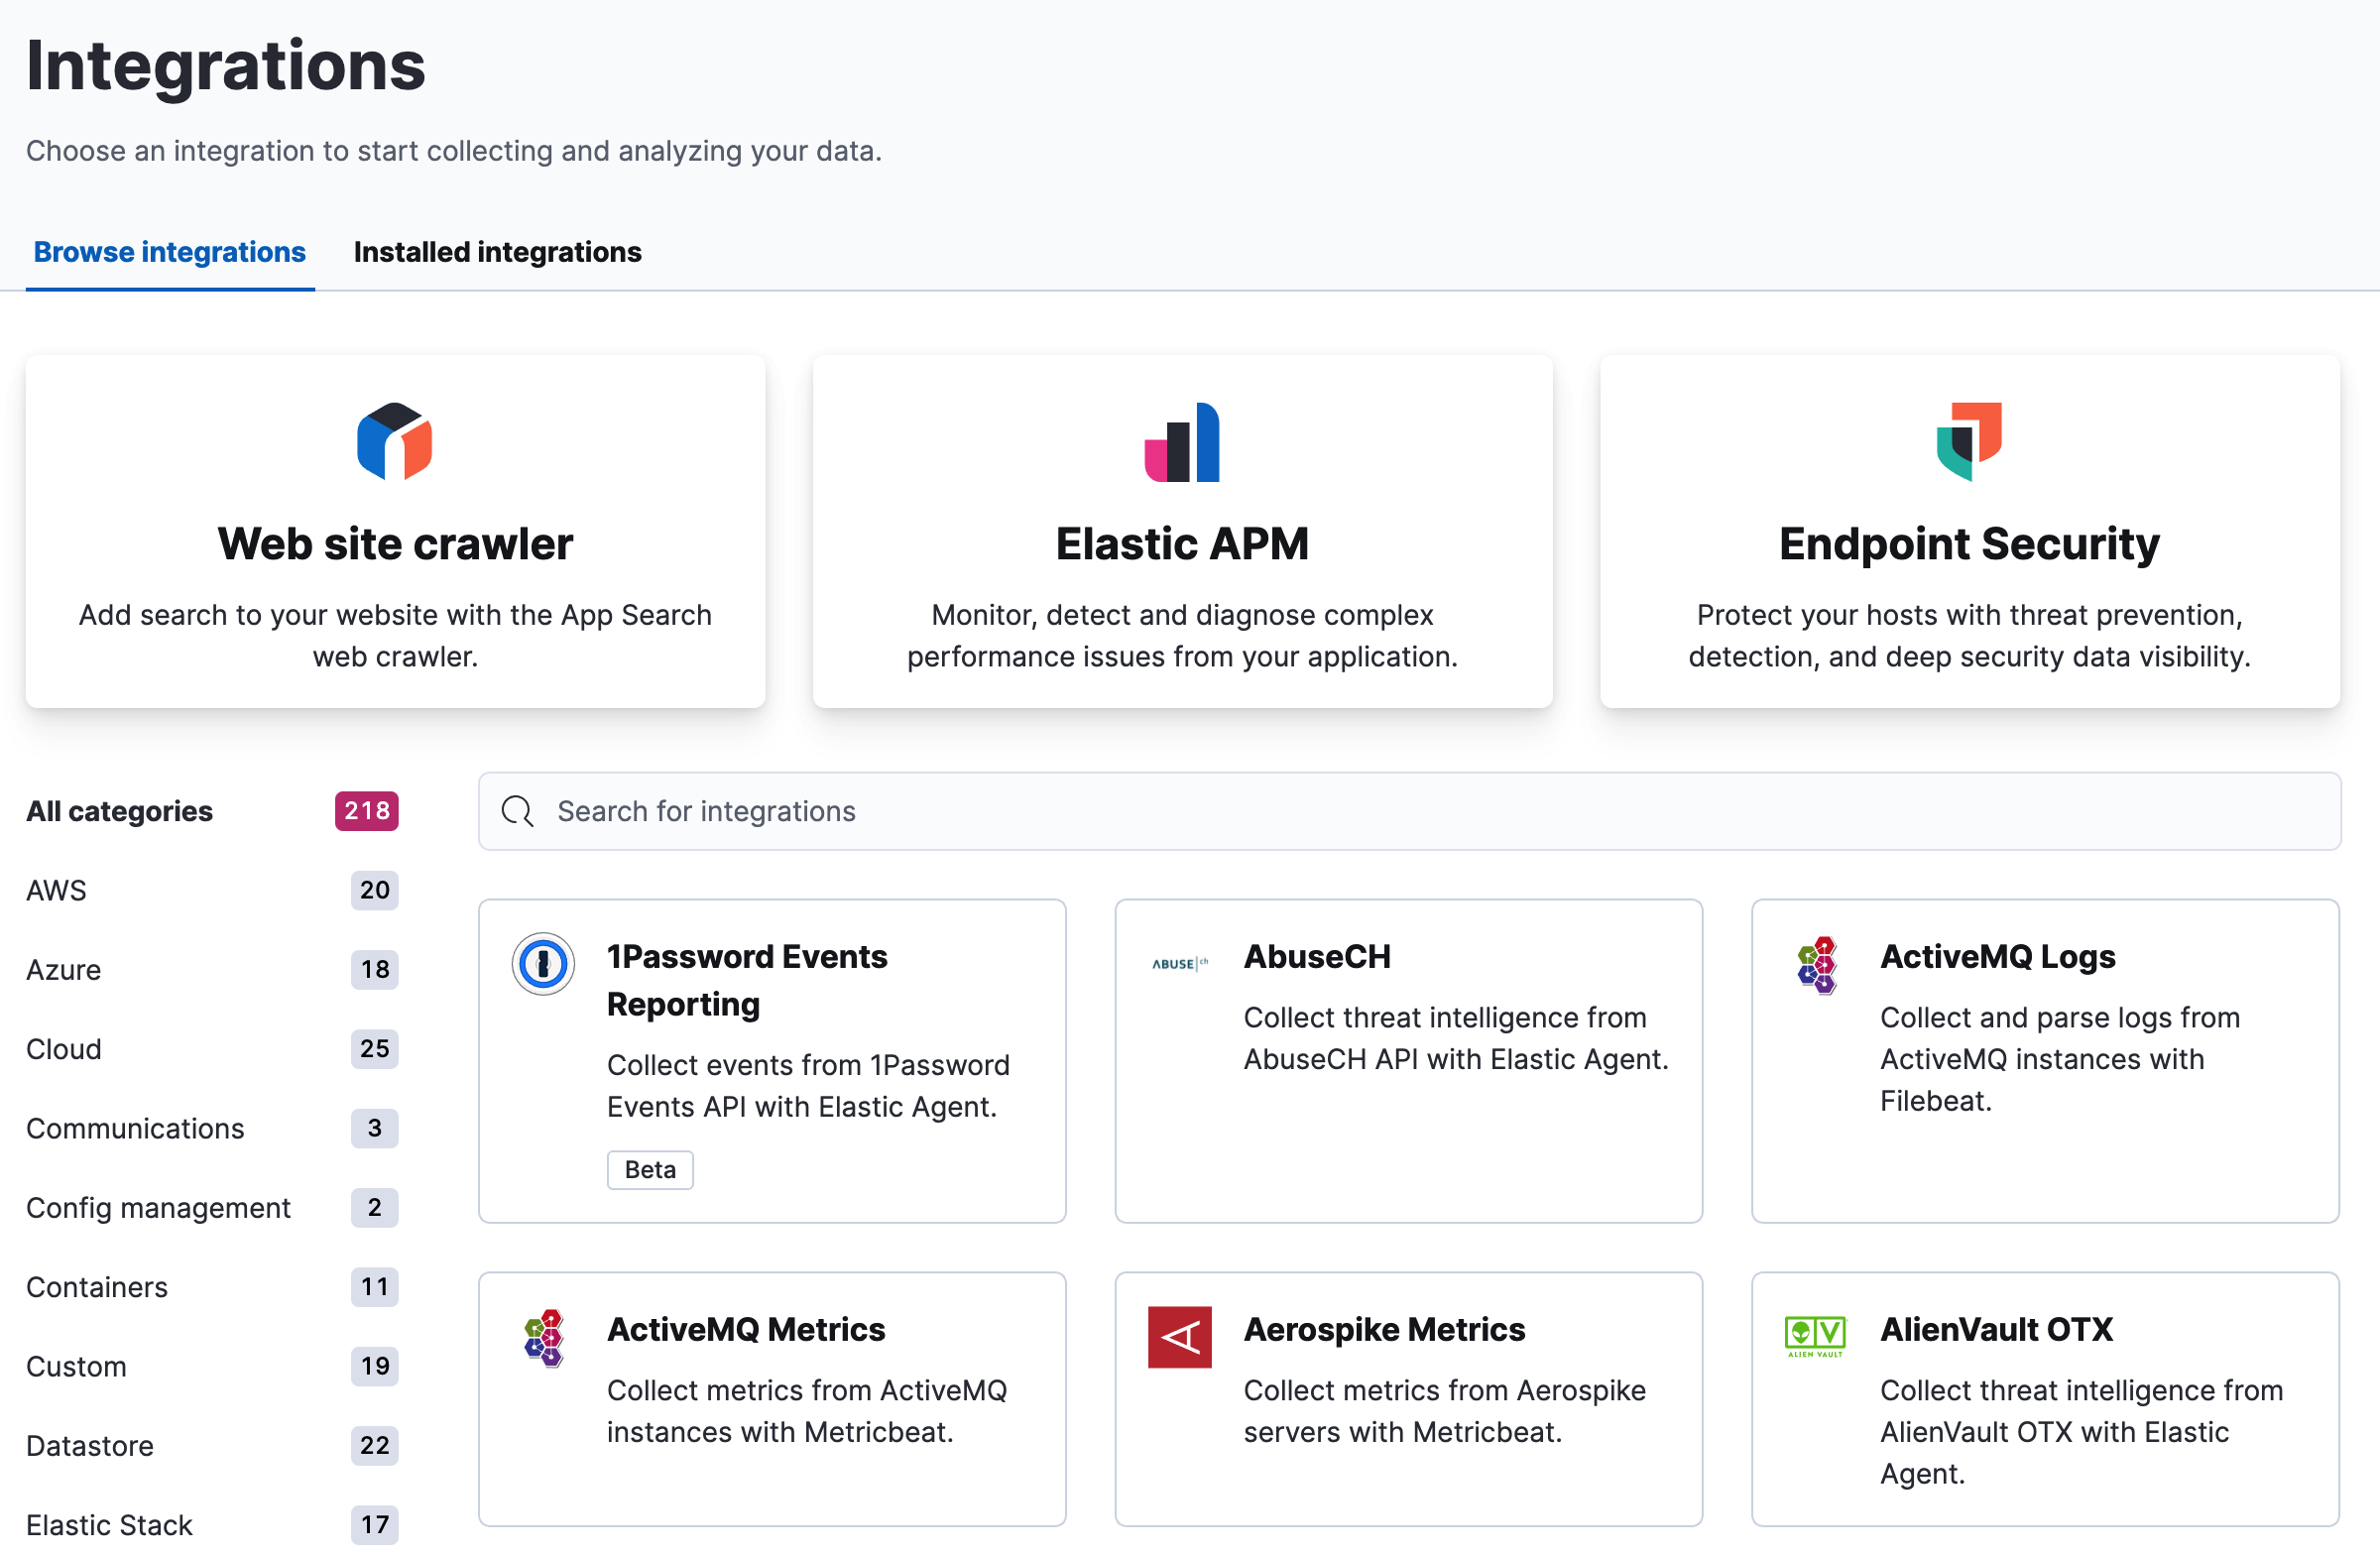 Integrations
Choose an integration to start collecting and analyzing your data.
Browse integrations
Installed integrations
Web site crawler
Add search to your website with the App Search
web crawler.
Elastic APM
Monitor, detect and diagnose complex
performance issues from your application.
Endpoint Security
Protect your hosts with threat prevention,
detection, and deep security data visibility.
All categories 218
AWS 20
Azure 18
Cloud 25
Communications 3
Config management 2
Containers 11
Custom 19
Datastore 22
Elastic Stack 17
Search for integrations
1Password Events
Reporting
Collect events from 1Password
Events API with Elastic Agent.
Beta
ABUSE|ch
AbuseCH
Collect threat intelligence from
AbuseCH API with Elastic Agent.
ActiveMQ Logs
Collect and parse logs from
ActiveMQ instances with
Filebeat.
ActiveMQ Metrics
Collect metrics from ActiveMQ
instances with Metricbeat.
Aerospike Metrics
Collect metrics from Aerospike
servers with Metricbeat.
ALIEN VAULT
AlienVault OTX
Collect threat intelligence from
AlienVault OTX with Elastic
Agent.